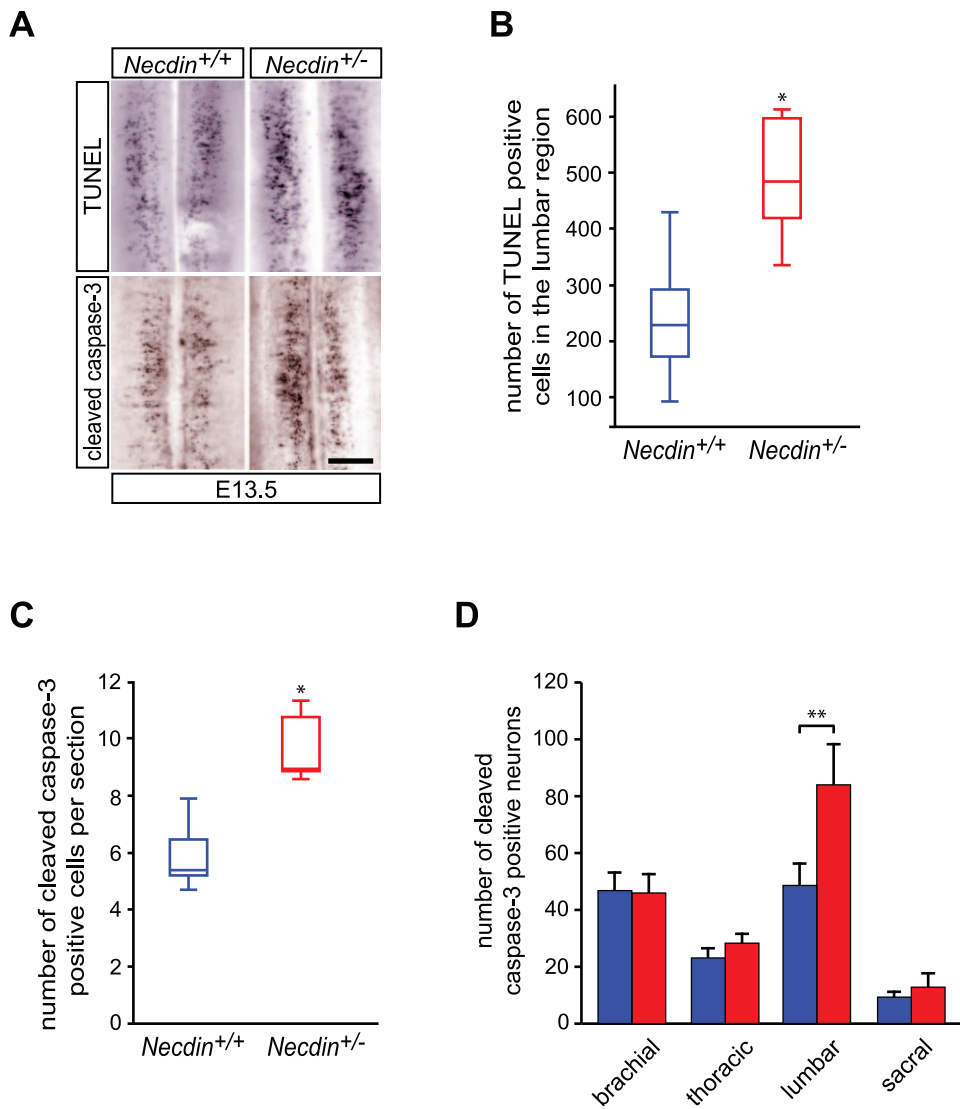 A
Necdin+/+
Necdin+/-
TUNEL
cleaved caspase-3
E13.5
B
number of TUNEL positive
cells in the lumbar region
600
500
400
300
200
100
*
Necdin+/+
Necdin+/-
C
number of cleaved caspase-3
positive cells per section
12
10
8
6
4
2
0
*
Necdin+/+
Necdin+/-
D
number of cleaved
caspase-3 positive neurons
120
100
80
60
40
20
0
**
brachial
thoracic
lumbar
sacral